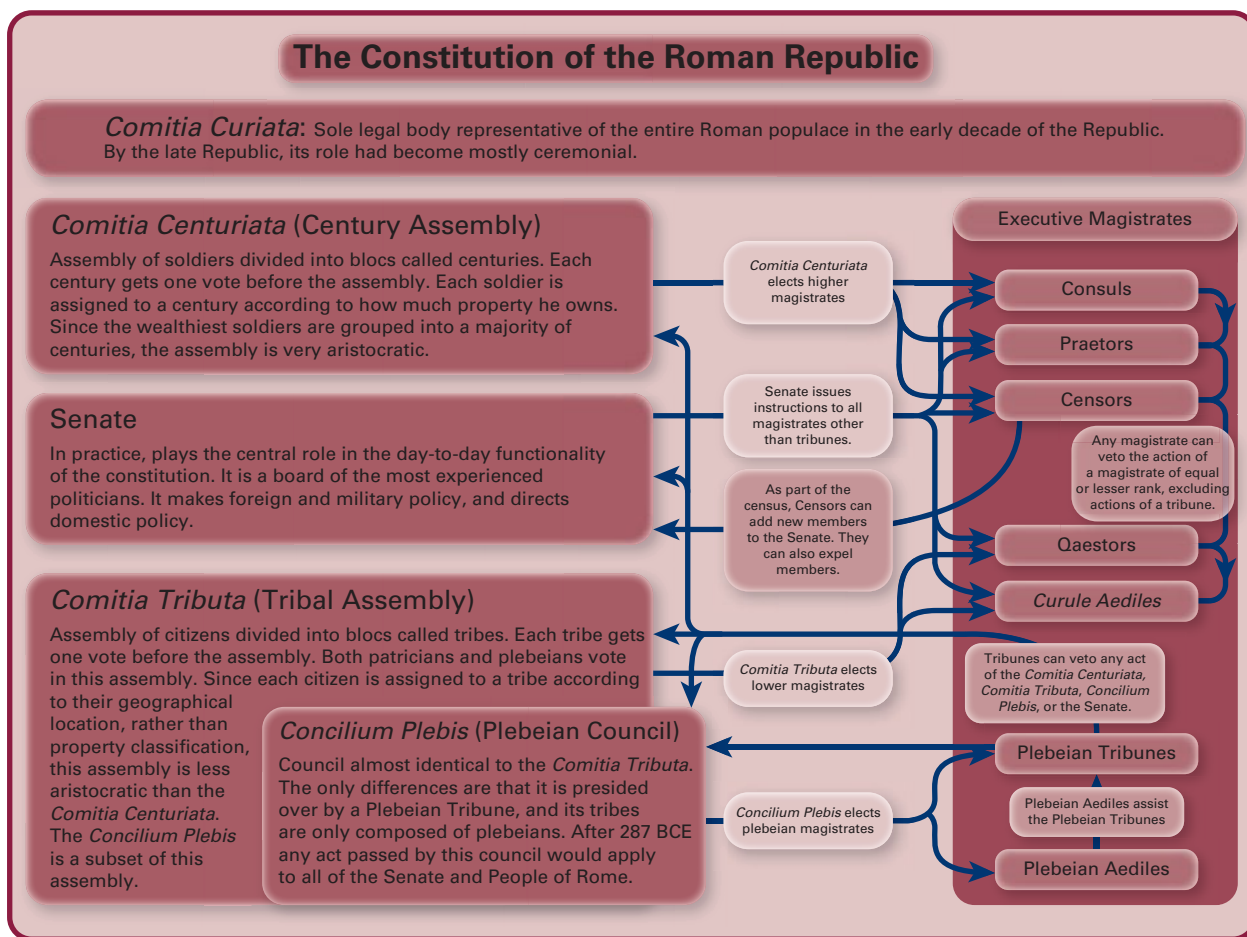 The Constitution of the Roman Republic
Comitia Curiata: Sole legal body representative of the entire Roman populace in the early decade of the Republic.
By the late Republic, its role had become mostly ceremonial.
Comitia Centuriata (Century Assembly)
Assembly of soldiers divided into blocs called centuries. Each
century gets one vote before the assembly. Each soldier is
assigned to a century according to how much property he owns.
Since the wealthiest soldiers are grouped into a majority of
centuries, the assembly is very aristocratic.
Senate
In practice, plays the central role in the day-to-day functionality
of the constitution. It is a board of the most experienced
politicians. It makes foreign and military policy, and directs
domestic policy.
Comitia Tributa (Tribal Assembly)
Assembly of citizens divided into blocs called tribes. Each tribe gets
one vote before the assembly. Both patricians and plebeians vote
in this assembly. Since each citizen is assigned to a tribe according
to their geographical
location, rather than
property classification,
this assembly is less
aristocratic than the
Comitia Centuriata.
The Concilium Plebis
is a subset of this
assembly.
Concilium Plebis (Plebeian Council)
Council almost identical to the Comitia Tributa.
The only differences are that it is presided
over by a Plebeian Tribune, and its tribes
are only composed of plebeians. After 287 BCE
any act passed by this council would apply
to all of the Senate and People of Rome.
Comitia Centuriata
elects higher
magistrates
Senate issues
instructions to all
magistrates other
than tribunes.
As part of the
census, Censors can
add new members
to the Senate. They
can also expel
members.
Comitia Tributa elects
lower magistrates
Concilium Plebis elects
plebeian magistrates
Executive Magistrates
Consuls
Praetors
Censors
Any magistrate can
veto the action of
a magistrate of equal
or lesser rank, excluding
actions of a tribune.
Qaestors
Curule Aediles
Tribunes can veto any act
of the Comitia Centuriata,
Comitia Tributa, Concilium
Plebis, or the Senate.
Plebeian Tribunes
Plebeian Aediles assist
the Plebeian Tribunes
Plebeian Aediles